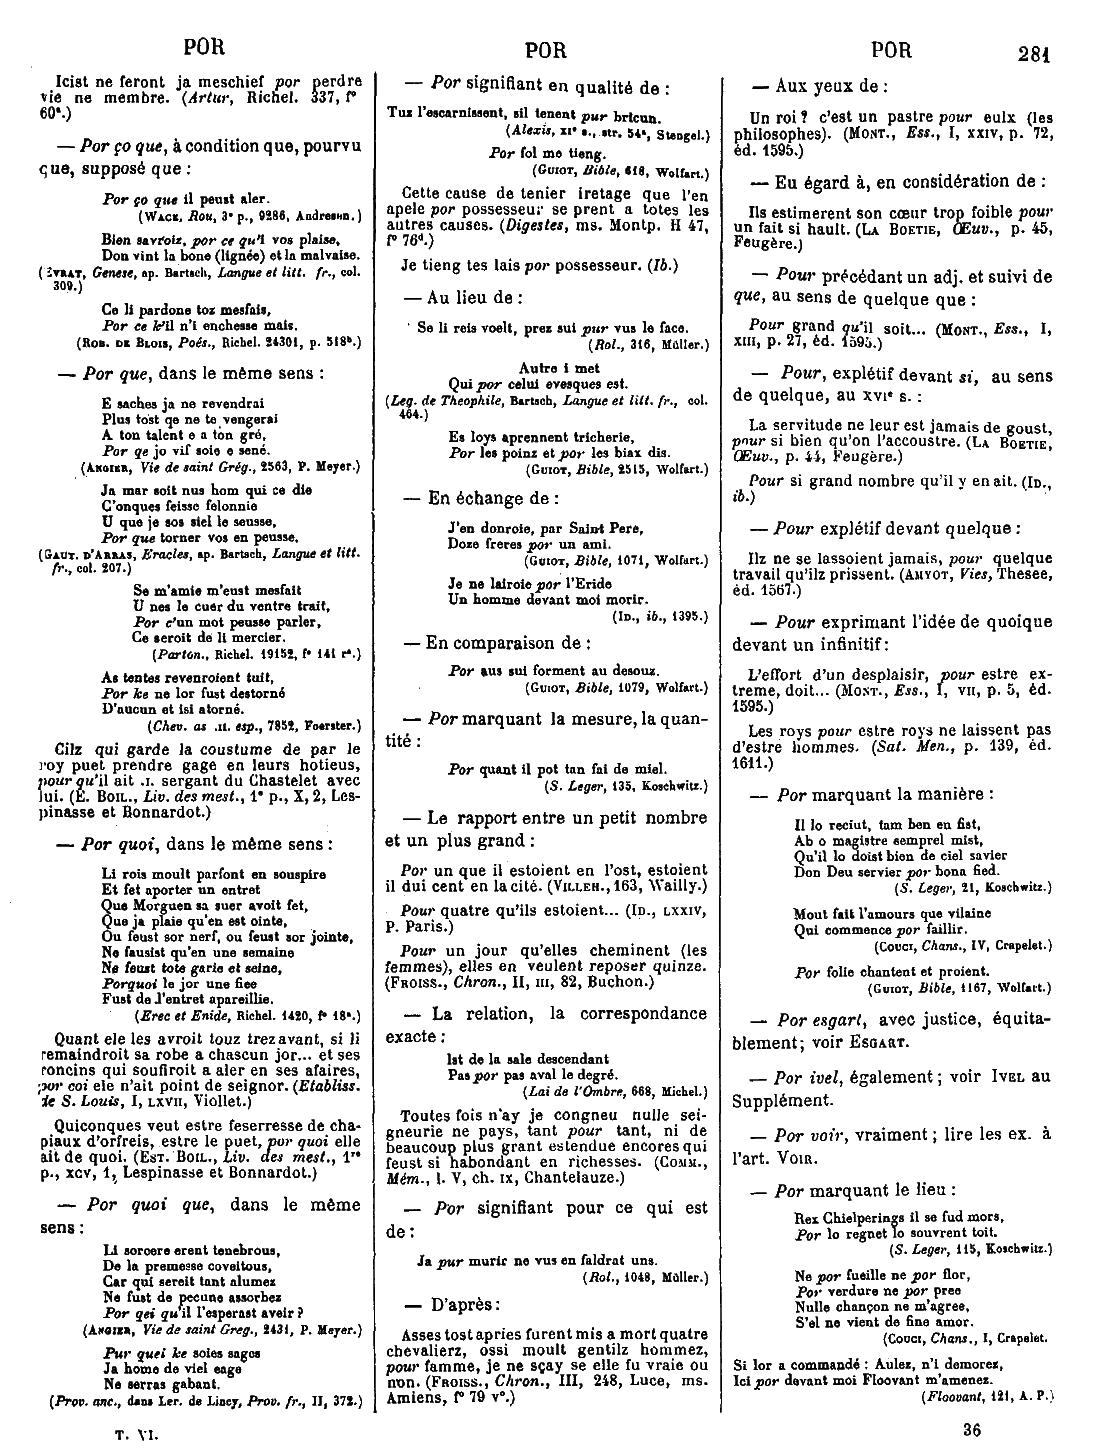 POR
POR
POR 281
Icist ne feront ja meschief por perdre
vie ne membre. (Artur, Richel. 337, f°
60ª.)
— Por ço que, à condition que, pourvu
que, supposé que :
Por ço que il peust aler.
(WACE, Rou, 3ᵉ p., 9286, Andresen.)
Bien savroiz, por ce qu'i vos plaise,
Don vint la bone (lignée) et la malvaise.
(EVRAT, Genese, ap. Bartsch, Langue et litt. fr., col.
309.)
Ce li pardone toz mesfais,
Por ce k'il n'i enchesse mais.
(ROB. DE BLOIS, Poés., Richel. 24301, p. 518ᵇ.)
— Por que, dans le même sens :
E saches ja ne revendrai
Plus tost qe ne te vengerai
A ton talent e a ton gré,
Por qe jo vif soie e sené.
(ANGIER, Vie de saint Grég., 2563, P. Meyer.)
Ja mar soit nus hom qui ce die
C'onques feisse felonnie
U que je sos siel le seusse,
Por que torner vos en peusse.
(GAUT. D'ARRAS, Eracles, ap. Bartsch, Langue et litt.
fr., col. 207.)
Se m'amie m'eust mesfait
U nes le cuer du ventre trait,
Por c'un mot peusse parler,
Ce seroit de li mercier.
(Parton., Richel. 19152, f° 141 rᵃ.)
As tentes revenroient tuit,
Por ke ne lor fust destorné
D'aucun et isi atorné.
(Chev. as .II. esp., 7852, Foerster.)
Cilz qui garde la coustume de par le
roy puet prendre gage en leurs hotieus,
pour qu'il ait .I. sergant du Chastelet avec
lui. (E. BOIL., Liv. des mest., 1ᵉ p., X, 2, Les-
pinasse et Bonnardot.)
— Por quoi, dans le même sens :
Li rois moult parfont en souspire
Et fet aporter un entret
Que Morguen sa suer avoit fet,
Que ja plaie qu'en est ointe,
Ou feust sor nerf, ou feust sor jointe,
Ne fausist qu'en une semaine
Ne feust tote garie et seine,
Porquoi le jor une fiee
Fust de l'entret apareillie.
(Erec et Enide, Richel. 1420, f° 18ᵃ.)
Quant ele les avroit touz trez avant, si li
remaindroit sa robe a chascun jor... et ses
roncins qui soufiroit a aler en ses afaires,
por coi ele n'ait point de seignor. (Etabliss.
de S. Louis, I, LXVII, Viollet.)
Quiconques veut estre feserresse de cha-
piaux d'orfreis, estre le puet, por quoi elle
ait de quoi. (EST. BOIL., Liv. des mest., 1ʳᵉ
p., XCV, 1, Lespinasse et Bonnardot.)
— Por quoi que, dans le même
sens :
Li sorcere erent tenebrous,
De la premesse coveitous,
Car qui sereit tant alumez
Ne fust de pecune assorbez
Por qei qu'il l'esperast aveir ?
(ANGIER, Vie de saint Greg., 2431, P. Meyer.)
Pur quei ke soies sages
Ja home de viel eage
Ne serras gabant.
(Prov. anc., dans Ler. de Lincy, Prov. fr., II, 372.)
T. VI.
— Por signifiant en qualité de :
Tuz l'escarnissent, sil tenent pur bricun.
(Alexis, XIᵉ s., str. 54ᵃ, Stengel.)
Por fol me tieng.
(GUIOT, Bible, 618, Wolfart.)
Cette cause de tenier iretage que l'en
apele por possesseur se prent a totes les
autres causes. (Digestes, ms. Montp. H 47,
f° 76ᵈ.)
Je tieng tes lais por possesseur. (Ib.)
— Au lieu de :
Se li reis voelt, prez sui pur vus le face.
(Rol., 316, Müller.)
Autre i met
Qui por celui evesques est.
(Leg. de Theophile, Bartsch, Langue et litt. fr., col.
464.)
Es loys aprennent tricherie,
Por les poinz et por les biax dis.
(GUIOT, Bible, 2515, Wolfart.)
— En échange de :
J'en donroie, par Saint Pere,
Doze freres por un ami.
(GUIOT, Bible, 1071, Wolfart.)
Je ne lairoie por l'Eride
Un homme devant moi morir.
(ID., ib., 1395.)
— En comparaison de :
Por aus sui forment au desouz.
(GUIOT, Bible, 1079, Wolfart.)
— Por marquant la mesure, la quan-
tité :
Por quant il pot tan fai de miel.
(S. Leger, 135, Koschwitz.)
— Le rapport entre un petit nombre
et un plus grand :
Por un que il estoient en l'ost, estoient
il dui cent en la cité. (VILLEH., 163, Wailly.)
Pour quatre qu'ils estoient... (ID., LXXIV,
P. Paris.)
Pour un jour qu'elles cheminent (les
femmes), elles en veulent reposer quinze.
(FROISS., Chron., II, III, 82, Buchon.)
— La relation, la correspondance
exacte :
Ist de la sale descendant
Pas por pas aval le degré.
(Lai de l'Ombre, 668, Michel.)
Toutes fois n'ay je congneu nulle sei-
gneurie ne pays, tant pour tant, ni de
beaucoup plus grant estendue encores qui
feust si habondant en richesses. (COMM.,
Mém., l. V, ch. IX, Chantelauze.)
— Por signifiant pour ce qui est
de :
Ja pur murir ne vus en faldrat uns.
(Rol., 1048, Müller.)
— D'après :
Asses tost apries furent mis a mort quatre
chevalierz, ossi moult gentilz hommez,
pour famme, je ne sçay se elle fu vraie ou
non. (FROISS., Chron., III, 248, Luce, ms.
Amiens, f° 79 v°.)
— Aux yeux de :
Un roi ? c'est un pastre pour eulx (les
philosophes). (MONT., Ess., I, XXIV, p. 72,
éd. 1595.)
— Eu égard à, en considération de :
Ils estimerent son cœur trop foible pour
un fait si hault. (LA BOETIE, Œuv., p. 45,
Feugère.)
— Pour précédant un adj. et suivi de
que, au sens de quelque que :
Pour grand qu'il soit... (MONT., Ess., I,
XIII, p. 27, éd. 1595.)
— Pour, explétif devant si, au sens
de quelque, au XVIᵉ s. :
La servitude ne leur est jamais de goust,
pour si bien qu'on l'accoustre. (LA BOETIE,
Œuv., p. 44, Feugère.)
Pour si grand nombre qu'il y en ait. (ID.,
ib.)
— Pour explétif devant quelque :
Ilz ne se lassoient jamais, pour quelque
travail qu'ilz prissent. (AMYOT, Vies, Thesee,
éd. 1567.)
— Pour exprimant l'idée de quoique
devant un infinitif :
L'effort d'un desplaisir, pour estre ex-
treme, doit... (MONT., Ess., I, VII, p. 5, éd.
1595.)
Les roys pour estre roys ne laissent pas
d'estre hommes. (Sat. Men., p. 139, éd.
1611.)
— Por marquant la manière :
Il lo reciut, tam ben en fist,
Ab o magistre semprel mist,
Qu'il lo doist bien de ciel savier
Don Deu servier por bona fied.
(S. Leger, 21, Koschwitz.)
Mout fait l'amours que vilaine
Qui commence por faillir.
(COUCI, Chans., IV, Crapelet.)
Por folie chantent et proient.
(GUIOT, Bible, 1167, Wolfart.)
— Por esgart, avec justice, équita-
blement ; voir ESGART.
— Por ivel, également ; voir IVEL au
Supplément.
— Por voir, vraiment ; lire les ex. à
l'art. VOIR.
— Por marquant le lieu :
Rex Chielperings il se fud mors,
Por lo regnet lo souvrent toit.
(S. Leger, 115, Koschwitz.)
Ne por fueille ne por flor,
Por verdure ne por pree
Nulle chançon ne m'agree,
S'el ne vient de fine amor.
(COUCI, Chans., I, Crapelet.
Si lor a commandé : Aulez, n'i demorez,
Ici por devant moi Floovant m'amenez.
(Floovant, 121, A. P.)
36